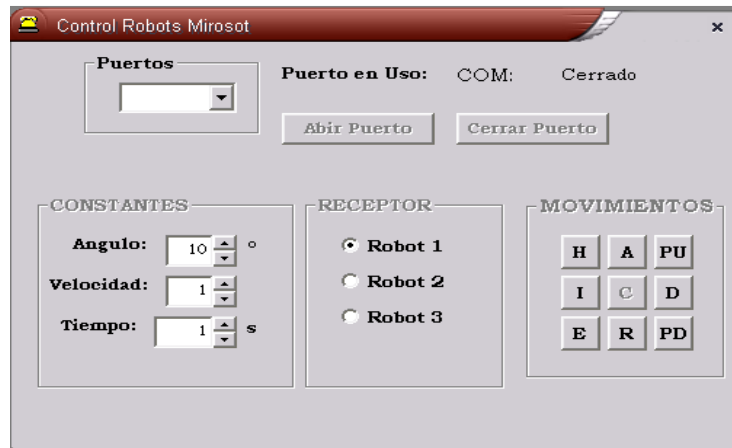 Control Robots Mirosot
Puertos
Puerto en Uso: COM: Cerrado
Abir Puerto Cerrar Puerto
CONSTANTES
Angulo: 10 º
Velocidad: 1
Tiempo: 1 s
RECEPTOR
Robot 1
Robot 2
Robot 3
MOVIMIENTOS
H A PU
I C D
E R PD